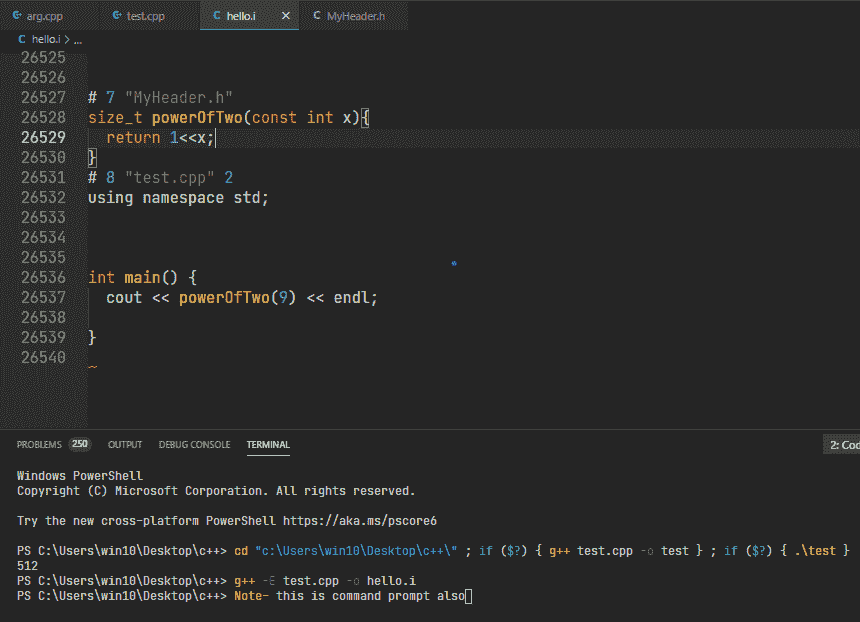 arg.cpp test.cpp C hello.i × C MyHeader.h
C hello.i > ...
26525
26526
26527 # 7 "MyHeader.h"
26528 size_t powerOfTwo(const int x){
26529 return 1<<x;
26530 }
26531 # 8 "test.cpp" 2
26532 using namespace std;
26533
26534
26535
26536 int main() {
26537 cout << powerOfTwo(9) << endl;
26538
26539 }
26540
PROBLEMS 250 OUTPUT DEBUG CONSOLE TERMINAL 2: Cod
Windows PowerShell
Copyright (C) Microsoft Corporation. All rights reserved.
Try the new cross-platform PowerShell https://aka.ms/pscore6
PS C:\Users\win10\Desktop\c++> cd "c:\Users\win10\Desktop\c++\" ; if ($?) { g++ test.cpp -o test } ; if ($?) { .\test }
512
PS C:\Users\win10\Desktop\c++> g++ -E test.cpp -o hello.i
PS C:\Users\win10\Desktop\c++> Note- this is command prompt also